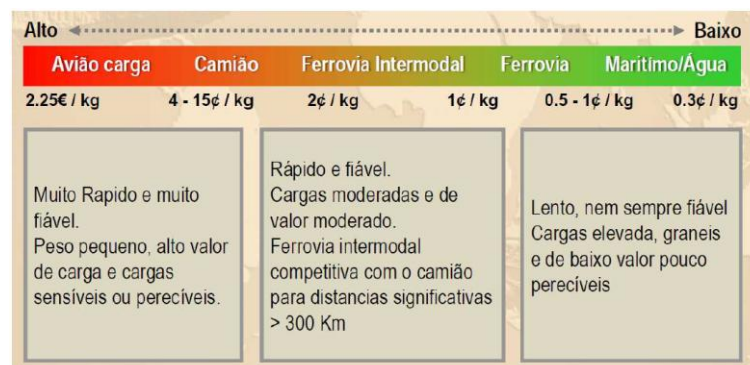 Alto Baixo
Avião carga Camião Ferrovia Intermodal Ferrovia Maritímo/Água
2.25€ / kg 4 - 15¢ / kg 2¢ / kg 1¢ / kg 0.5 - 1¢ / kg 0.3¢ / kg
Muito Rapido e muito
fiável.
Peso pequeno, alto valor
de carga e cargas
sensíveis ou perecíveis.
Rápido e fiável.
Cargas moderadas e de
valor moderado.
Ferrovia intermodal
competitiva com o camião
para distancias significativas
> 300 Km
Lento, nem sempre fiável
Cargas elevada, graneis
e de baixo valor pouco
perecíveis